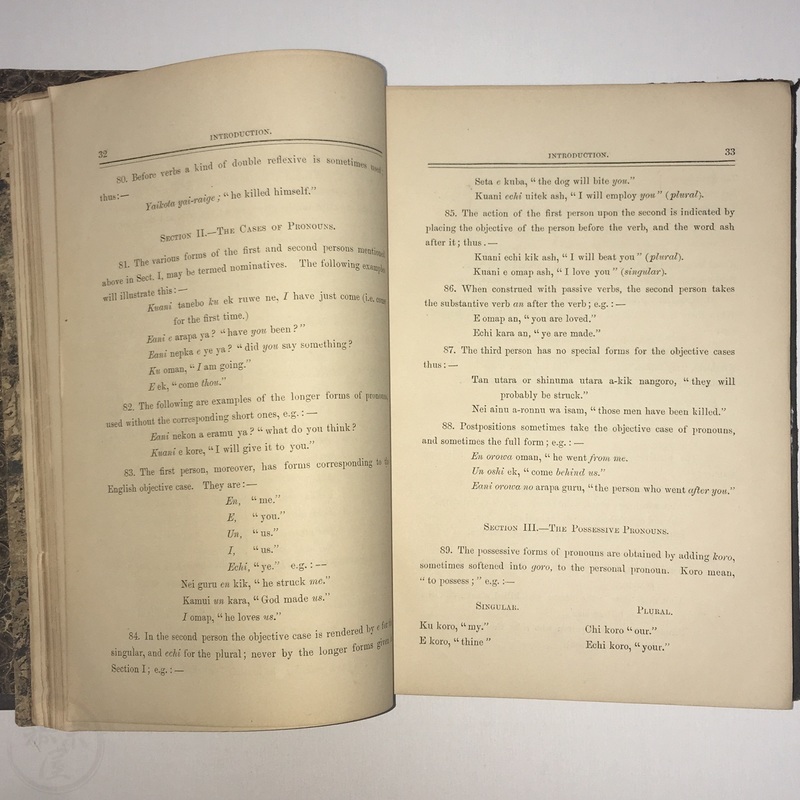 32
INTRODUCTION.
80. Before verbs a kind of double reflexive is sometimes used
thus:—
Yaikota yai-raige; “he killed himself.”
SECTION II.—THE CASES OF PRONOUNS.
81. The various forms of the first and second persons mentioned
above in Sect. I, may be termed nominatives. The following examples
will illustrate this:—
Kuani tanebo ku ek ruwe ne, I have just come (i.e. come
for the first time.)
Eani e arapa ya? “have you been?”
Eani nepka e ye ya? “did you say something?
Ku oman, “I am going.”
E ek, “come thou.”
82. The following are examples of the longer forms of pronouns
used without the corresponding short ones, e.g.:—
Eani nekon a eramu ya? “what do you think?
Kuani e kore, “I will give it to you.”
83. The first person, moreover, has forms corresponding to the
English objective case. They are:—
En, “me.”
E, “you.”
Un, “us.”
I, “us.”
Echi, “ye.” e.g.:—
Nei guru en kik, “he struck me.”
Kamui un kara, “God made us.”
I omap, “he loves us.”
84. In the second person the objective case is rendered by e for
singular, and echi for the plural; never by the longer forms given
Section I; e.g.:—
INTRODUCTION.
33
Seta e kuba, “the dog will bite you.”
Kuani echi uitek ash, “I will employ you” (plural).
85. The action of the first person upon the second is indicated by
placing the objective of the person before the verb, and the word ash
after it; thus.—
Kuani echi kik ash, “I will beat you” (plural).
Kuani e omap ash, “I love you” (singular).
86. When construed with passive verbs, the second person takes
the substantive verb an after the verb; e.g.:—
E omap an, “you are loved.”
Echi kara an, “ye are made.”
87. The third person has no special forms for the objective cases
thus:—
Tan utara or shinuma utara a-kik nangoro, “they will
probably be struck.”
Nei ainu a-ronnu wa isam, “those men have been killed.”
88. Postpositions sometimes take the objective case of pronouns,
and sometimes the full form; e.g.:—
En orowa oman, “he went from me.
Un oshi ek, “come behind us.”
Eani orowa no arapa guru, “the person who went after you.”
SECTION III.—THE POSSESSIVE PRONOUNS.
89. The possessive forms of pronouns are obtained by adding koro,
sometimes softened into goro, to the personal pronoun. Koro mean,
“to possess;” e.g.:—
SINGULAR.
PLURAL.
Ku koro, “my.”
Chi koro “our.”
E koro, “thine”
Echi koro, “your.”